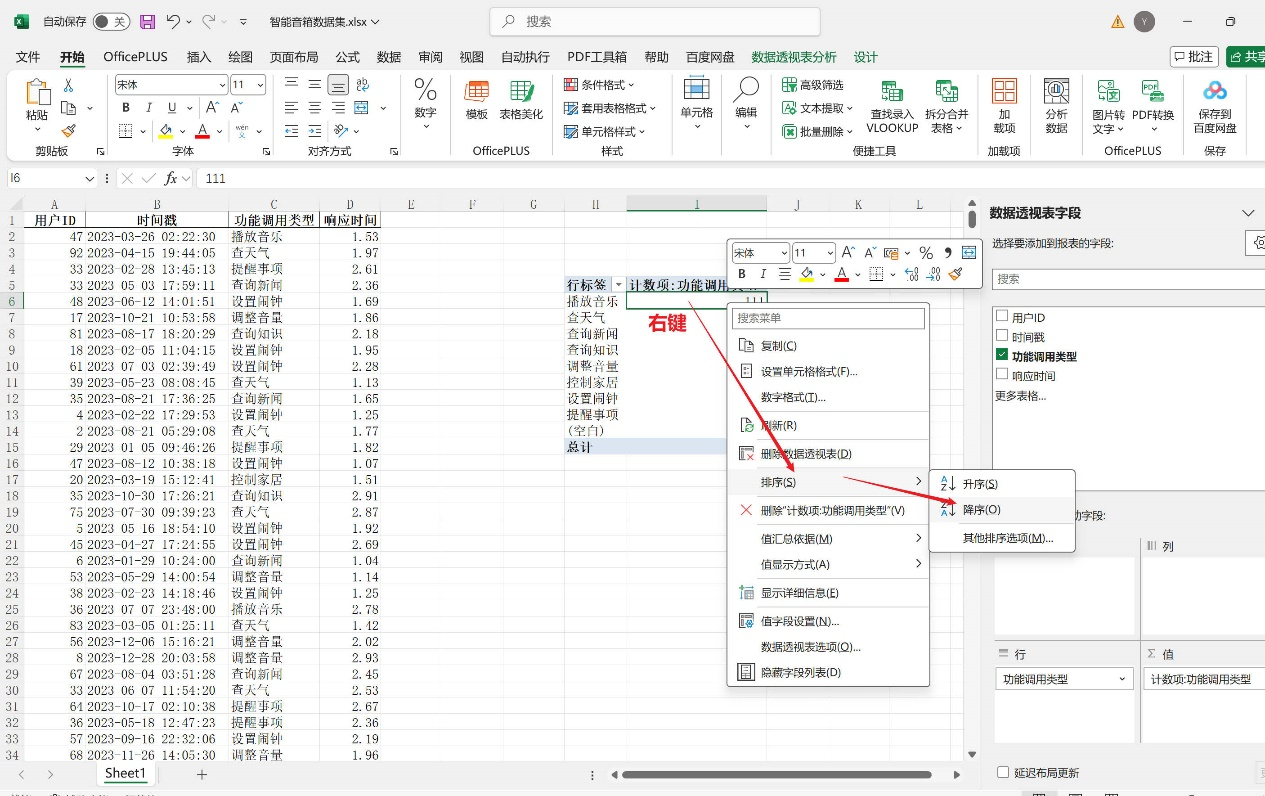 自动保存 关 智能音箱数据集.xlsx 搜索 Y
文件 开始 OfficePLUS 插入 绘图 页面布局 公式 数据 审阅 视图 自动执行 PDF工具箱 帮助 百度网盘 数据透视表分析 设计 批注 共享
粘贴
剪贴板
宋体 11
B I U
字体
对齐方式
数字
模板 表格美化
OfficePLUS
条件格式
套用表格格式
单元格样式
样式
单元格
编辑
高级筛选
文本提取
批量删除
查找录入
VLOOKUP
拆分合并
表格
便捷工具
加
载项
加载项
分析
数据
图片转
文字
PDF转换
OfficePLUS
保存到
百度网盘
保存
I6 fx 111
A B C D E F G H I J K L
1 用户ID 时间戳 功能调用类型 响应时间
2 47 2023-03-26 02:22:30 播放音乐 1.53
3 92 2023-04-15 19:44:05 查天气 1.97
4 33 2023-02-28 10:45:13 提醒事项 2.61
5 33 2023 05 03 17:59:11 查询新闻 2.36
6 48 2023-06-12 14:01:51 设置闹钟 1.69
7 17 2023-10-21 10:53:58 调整音量 1.86
8 81 2023-08-17 18:20:29 查询知识 2.18
9 18 2023-02-05 11:04:15 设置闹钟 1.95
10 61 2023 07 03 02:39:49 设置闹钟 2.28
11 39 2023-05-23 08:08:45 查天气 1.13
12 35 2023-08-21 17:36:25 查询新闻 1.65
13 4 2023-02-22 17:29:53 设置闹钟 1.25
14 2 2023-08-21 05:29:08 查天气 1.77
15 29 2023 01 05 09:46:26 提醒事项 1.82
16 47 2023-08-12 10:38:18 设置闹钟 1.07
17 20 2023-03-19 15:12:41 控制家居 1.51
18 35 2023-10-30 17:26:21 查询知识 2.91
19 75 2023-07-30 09:39:23 查天气 2.87
20 5 2023 05 16 18:54:10 设置闹钟 1.92
21 45 2023-04-27 17:24:55 设置闹钟 2.69
22 6 2023-01-29 10:24:00 查询新闻 1.04
23 53 2023-05-29 14:00:54 调整音量 1.14
24 38 2023-02-23 14:18:46 设置闹钟 1.25
25 36 2023 07 07 23:48:00 播放音乐 2.78
26 83 2023-03-05 01:25:11 查天气 1.42
27 56 2023-12-06 15:16:21 调整音量 2.02
28 8 2023-12-28 20:03:58 调整音量 2.93
29 67 2023-08-04 03:51:28 查询新闻 2.45
30 33 2023 06 07 11:54:20 查天气 2.53
31 64 2023-10-17 02:10:38 提醒事项 2.67
32 36 2023-05-18 12:47:23 提醒事项 2.36
33 57 2023-09-16 22:32:06 设置闹钟 2.19
34 68 2023-11-26 14:05:30 调整音量 1.96
行标签 计数项:功能调用
播放音乐 111
查天气
查询新闻
查询知识
调整音量
控制家居
设置闹钟
提醒事项
(空白)
总计
右键
宋体 11 %
B I A
搜索菜单
复制(C)
设置单元格格式(F)...
数字格式(T)...
刷新(R)
删除数据透视表(D)
排序(S)
删除"计数项:功能调用类型"(V)
值汇总依据(M)
值显示方式(A)
显示详细信息(E)
值字段设置(N)...
数据透视表选项(O)...
隐藏字段列表(D)
升序(S)
降序(O)
其他排序选项(M)...
数据透视表字段
选择要添加到报表的字段:
搜索
用户ID
时间戳
功能调用类型
响应时间
更多表格...
动字段:
列
行
功能调用类型
Σ 值
计数项:功能调用类型
延迟布局更新
Sheet1